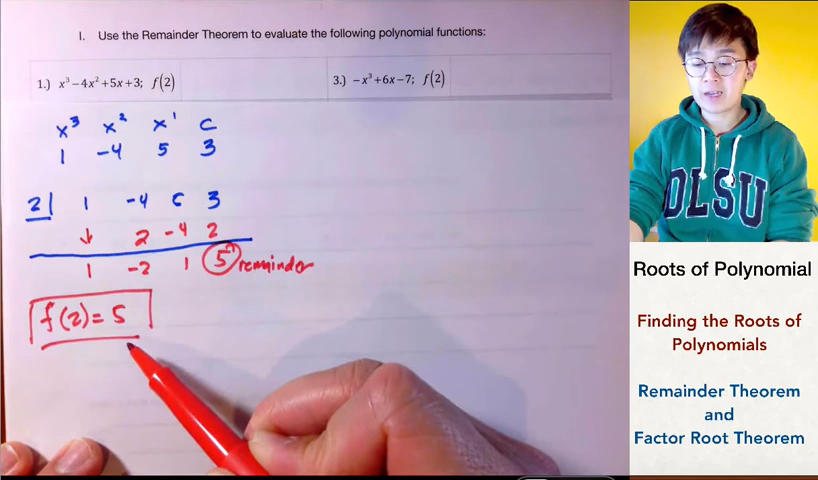 I. Use the Remainder Theorem to evaluate the following polynomial functions:
1.) x³−4x²+5x+3; f(2)
3.) −x³+6x−7; f(2)
x³ x² x¹ C
1 -4 5 3
2| 1 -4 5 3
↓ 2 -4 2
1 -2 1 5 remainder
f(2) = 5
DLSU
Roots of Polynomial
Finding the Roots of
Polynomials
Remainder Theorem
and
Factor Root Theorem